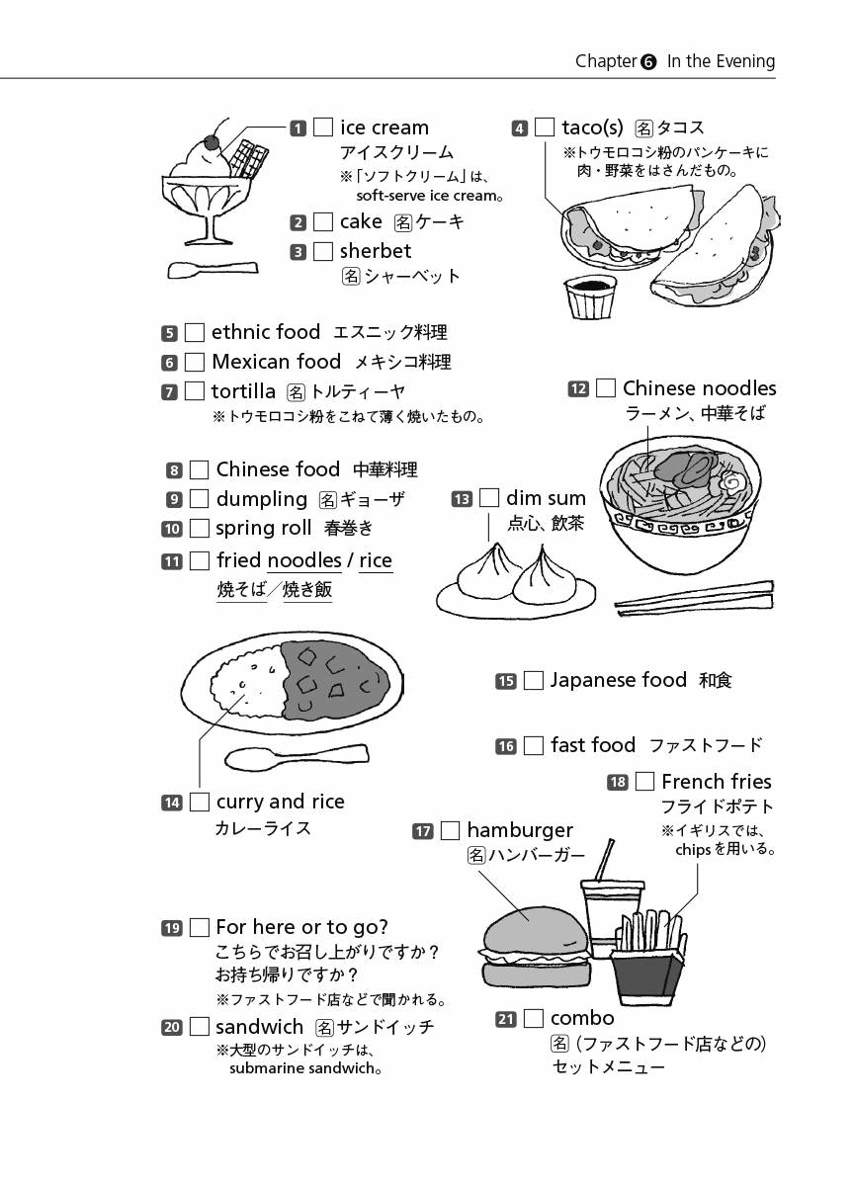 Chapter❻ In the Evening
1 □ ice cream
アイスクリーム
※「ソフトクリーム」は、
soft-serve ice cream。
2 □ cake 名ケーキ
3 □ sherbet
名シャーベット
4 □ taco(s) 名タコス
※トウモロコシ粉のパンケーキに
肉・野菜をはさんだもの。
5 □ ethnic food エスニック料理
6 □ Mexican food メキシコ料理
7 □ tortilla 名トルティーヤ
※トウモロコシ粉をこねて薄く焼いたもの。
8 □ Chinese food 中華料理
9 □ dumpling 名ギョーザ
10 □ spring roll 春巻き
11 □ fried noodles / rice
焼そば／焼き飯
12 □ Chinese noodles
ラーメン、中華そば
13 □ dim sum
点心、飲茶
14 □ curry and rice
カレーライス
15 □ Japanese food 和食
16 □ fast food ファストフード
17 □ hamburger
名ハンバーガー
18 □ French fries
フライドポテト
※イギリスでは、
chipsを用いる。
19 □ For here or to go?
こちらでお召し上がりですか？
お持ち帰りですか？
※ファストフード店などで聞かれる。
20 □ sandwich 名サンドイッチ
※大型のサンドイッチは、
submarine sandwich。
21 □ combo
名（ファストフード店などの）
セットメニュー